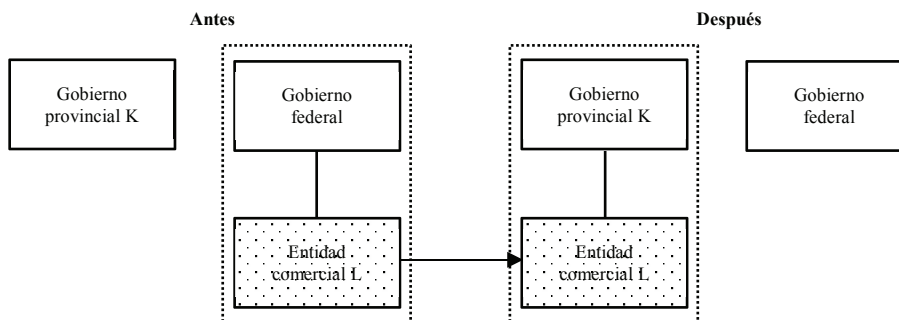 Antes
Después
Gobierno
provincial K
Gobierno
federal
Gobierno
provincial K
Gobierno
federal
Entidad
comercial L
Entidad
comercial L